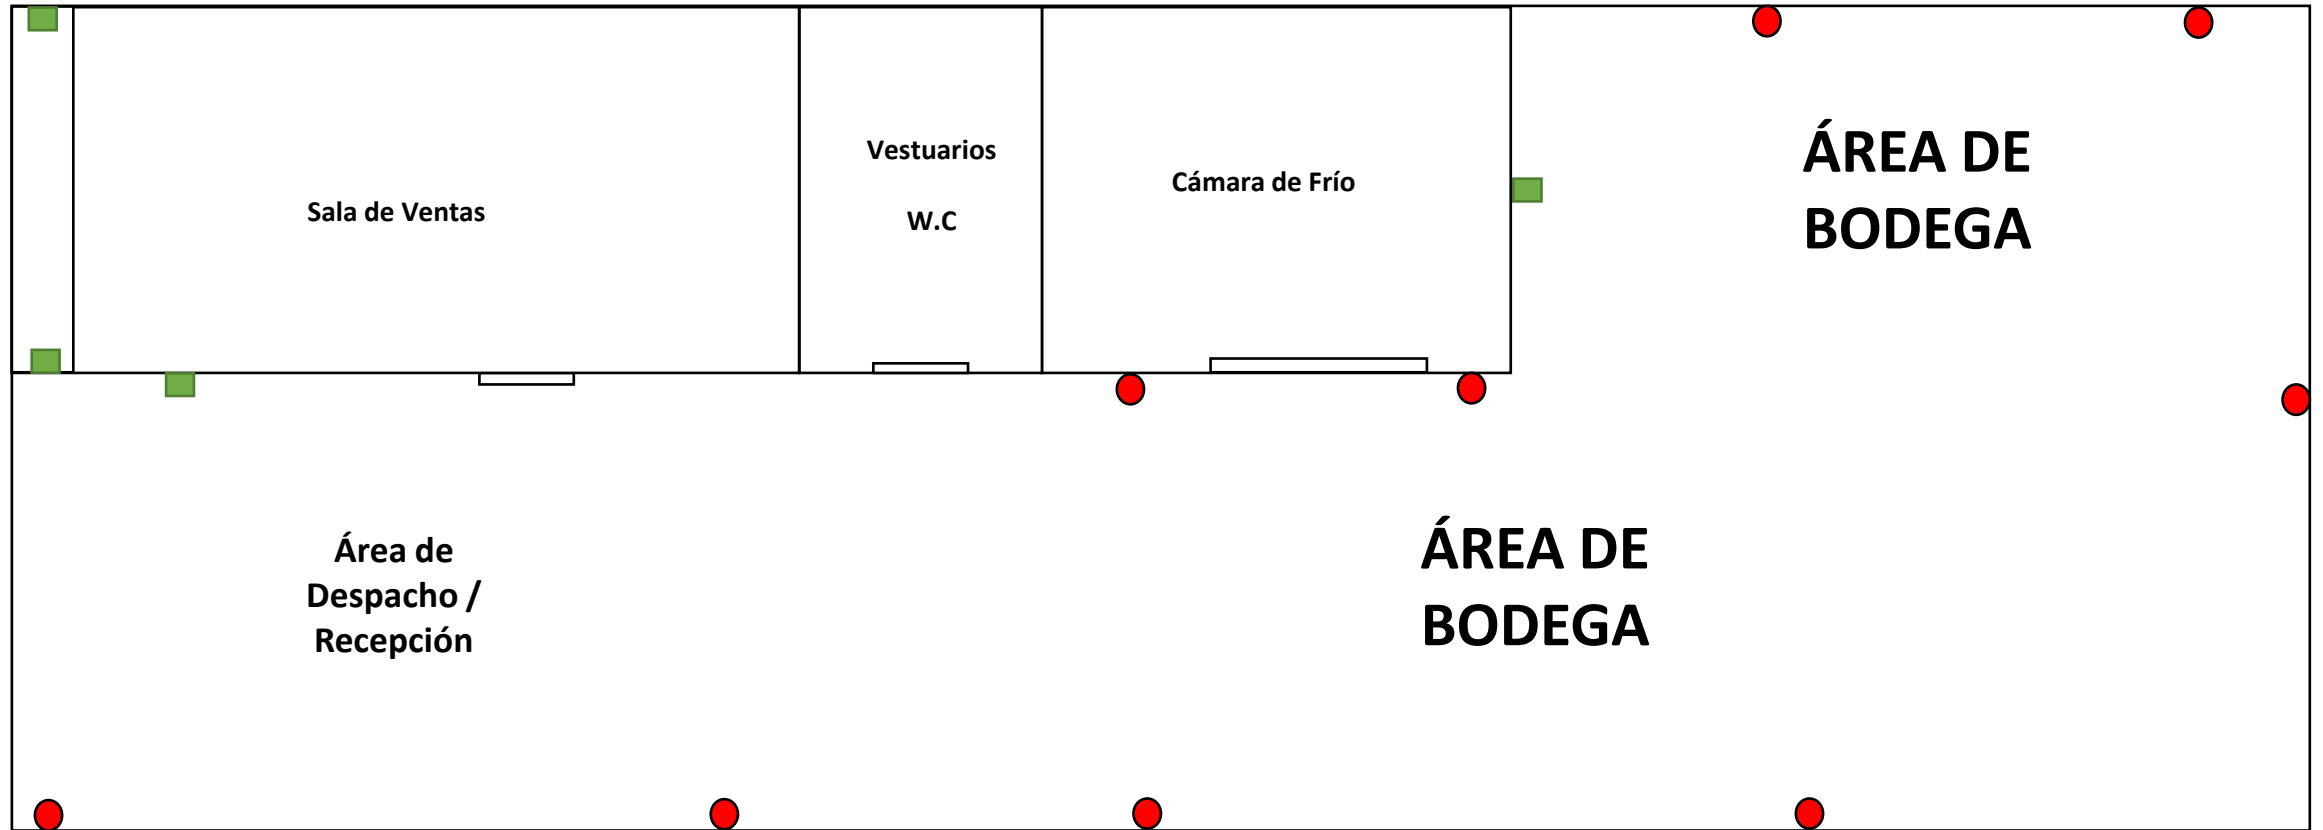 Sala de Ventas
Vestuarios
W.C
Cámara de Frío
ÁREA DE
BODEGA
Área de
Despacho /
Recepción
ÁREA DE
BODEGA